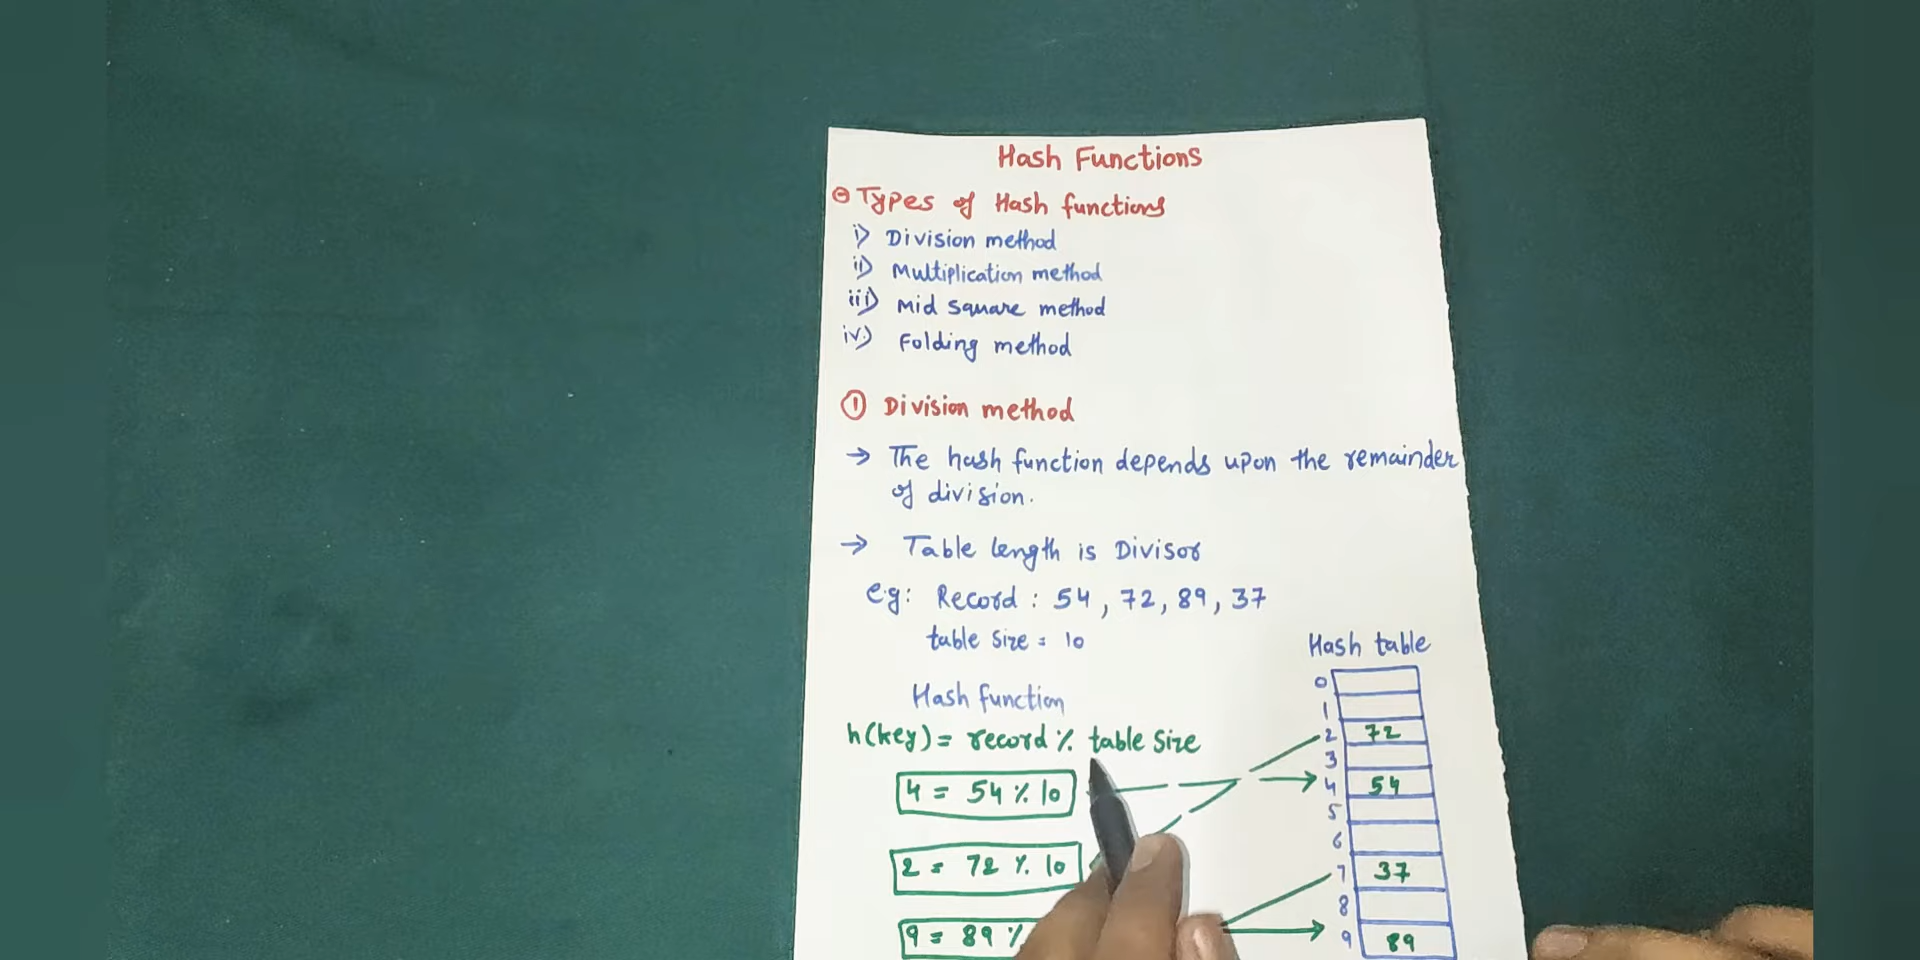 Hash Functions
Types of Hash functions
i) Division method
ii) Multiplication method
iii) Mid Square method
iv.) Folding method
① Division method
→ The hash function depends upon the remainder
of division.
→ Table length is Divisor
e.g: Record : 54, 72, 89, 37
table size = 10
Hash function
h(key) = record % table size
4 = 54 % 10
2 = 72 % 10
9 = 89 %
Hash table
0
1
2 72
3
4 54
5
6
7 37
8
9 89